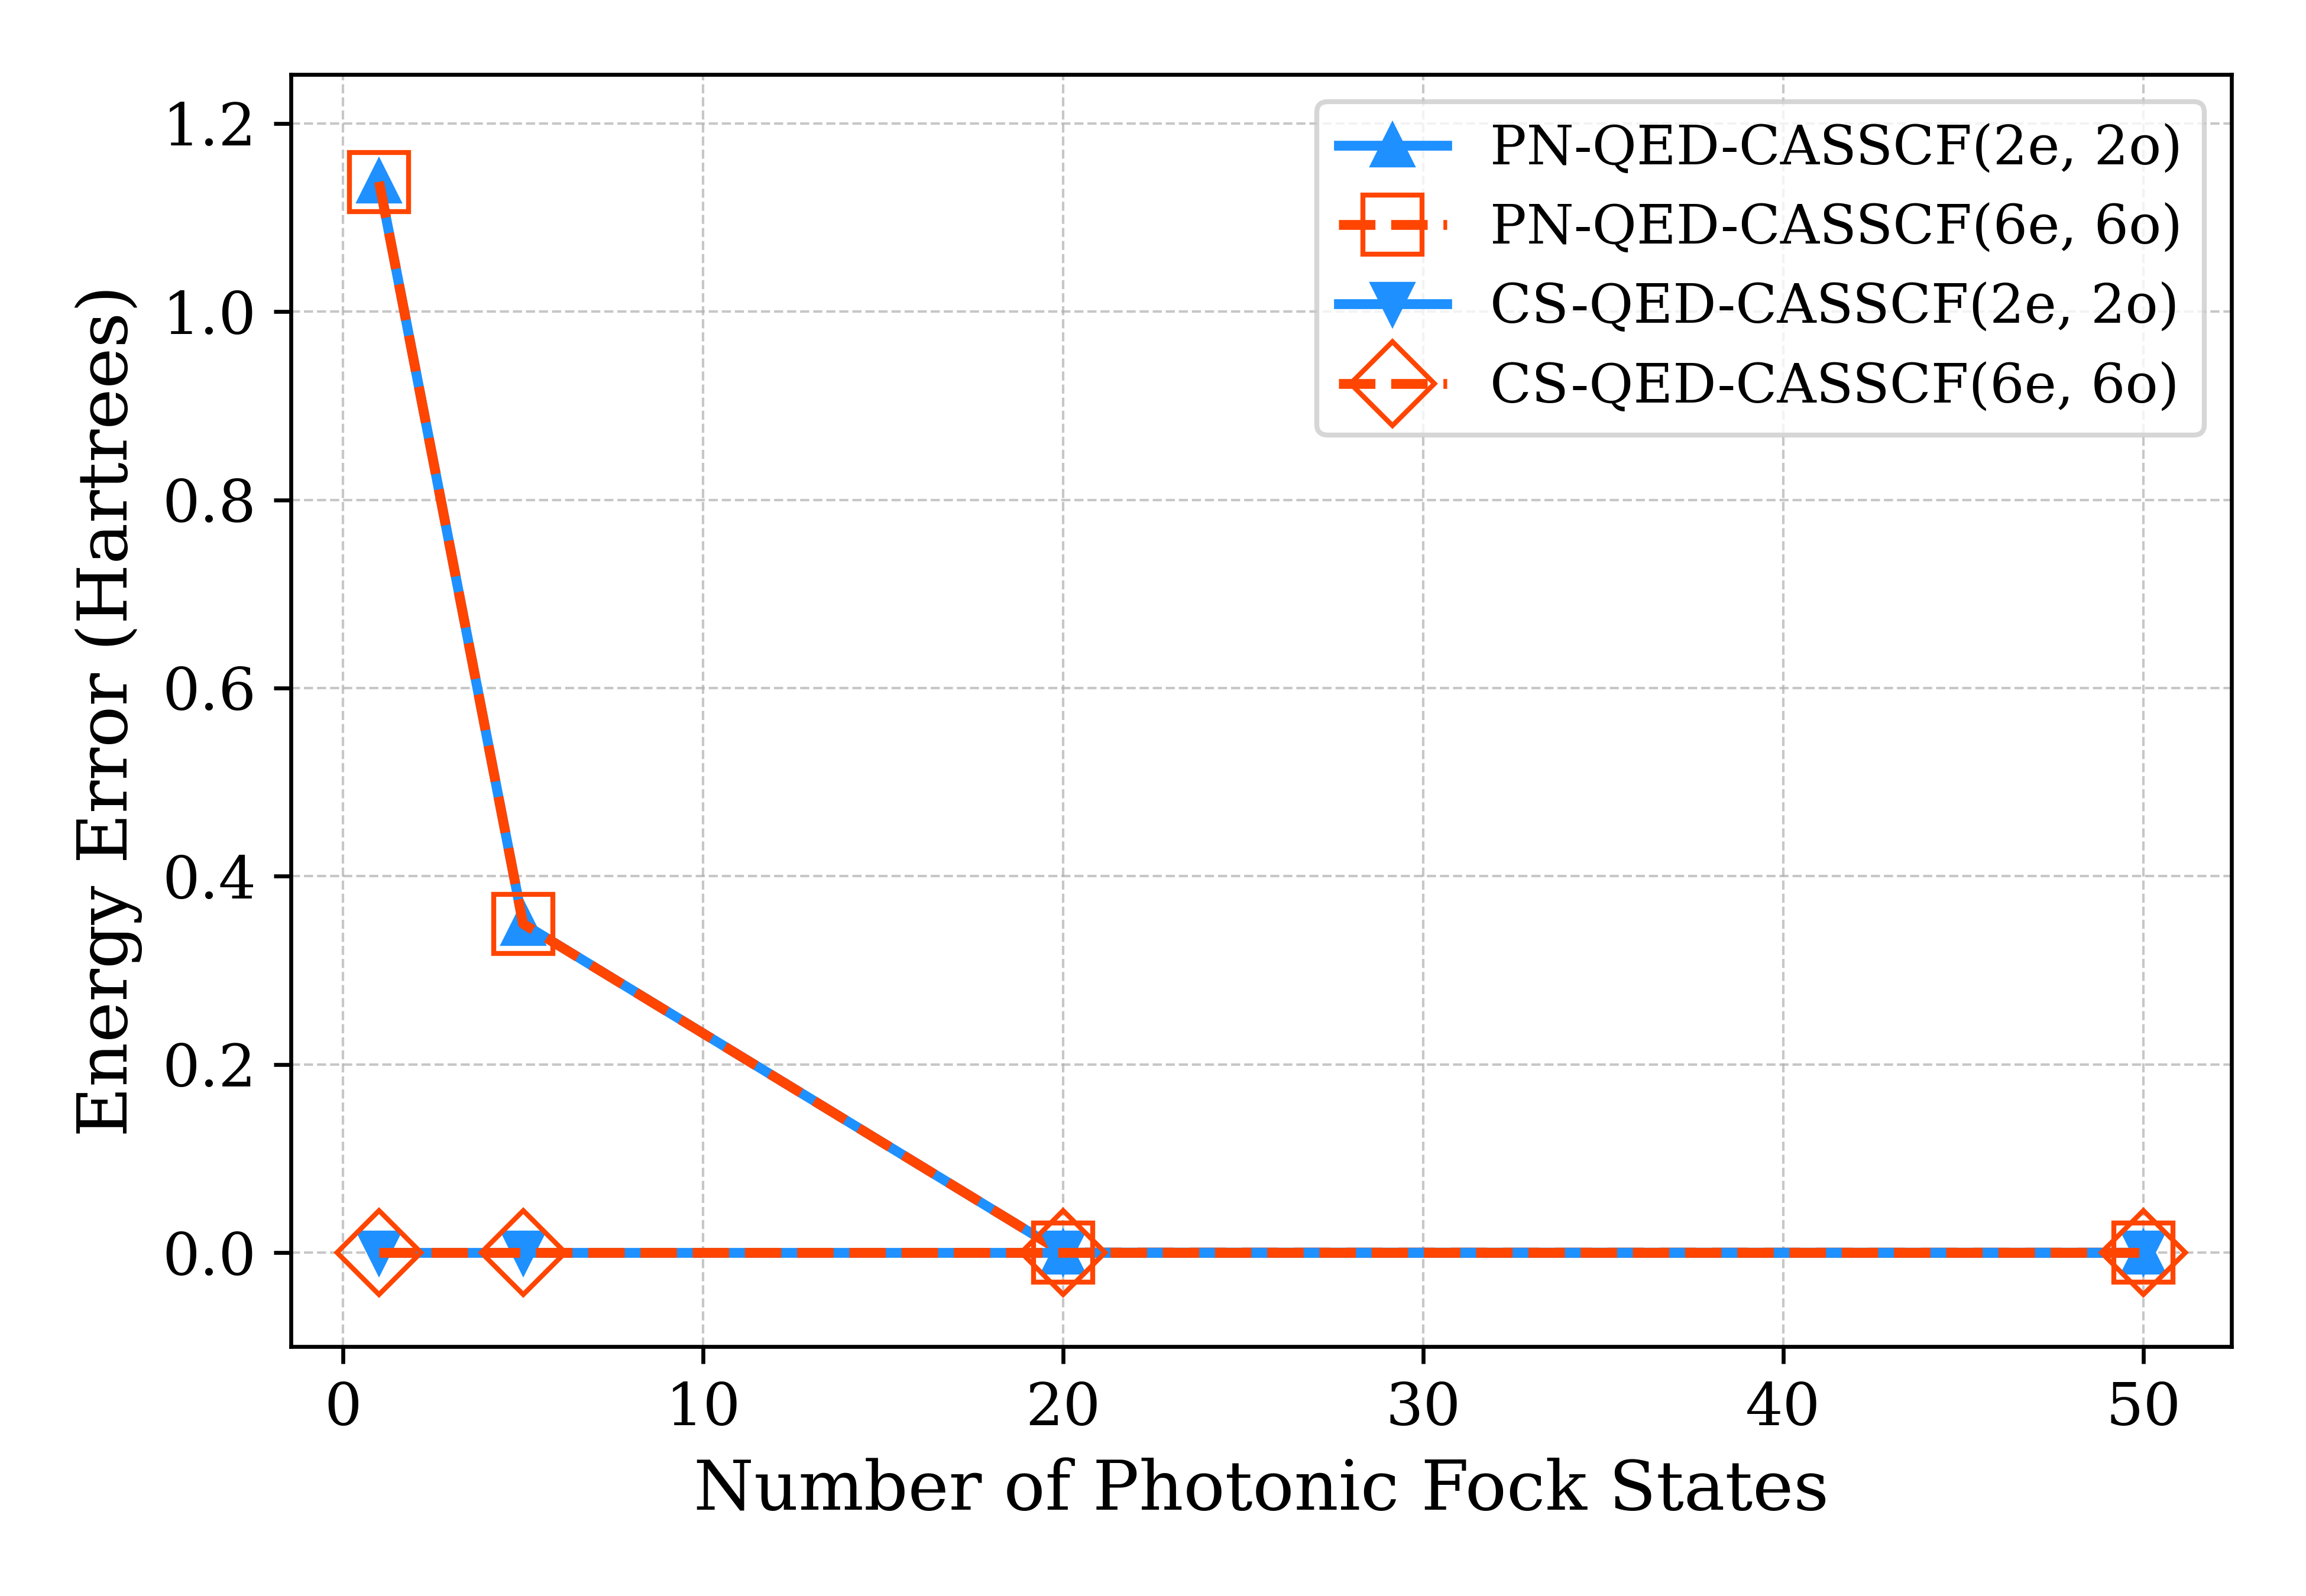 1.2
1.0
0.8
0.6
0.4
0.2
0.0
Energy Error (Hartrees)
PN-QED-CASSCF(2e, 2o)
PN-QED-CASSCF(6e, 6o)
CS-QED-CASSCF(2e, 2o)
CS-QED-CASSCF(6e, 6o)
0 10 20 30 40 50
Number of Photonic Fock States